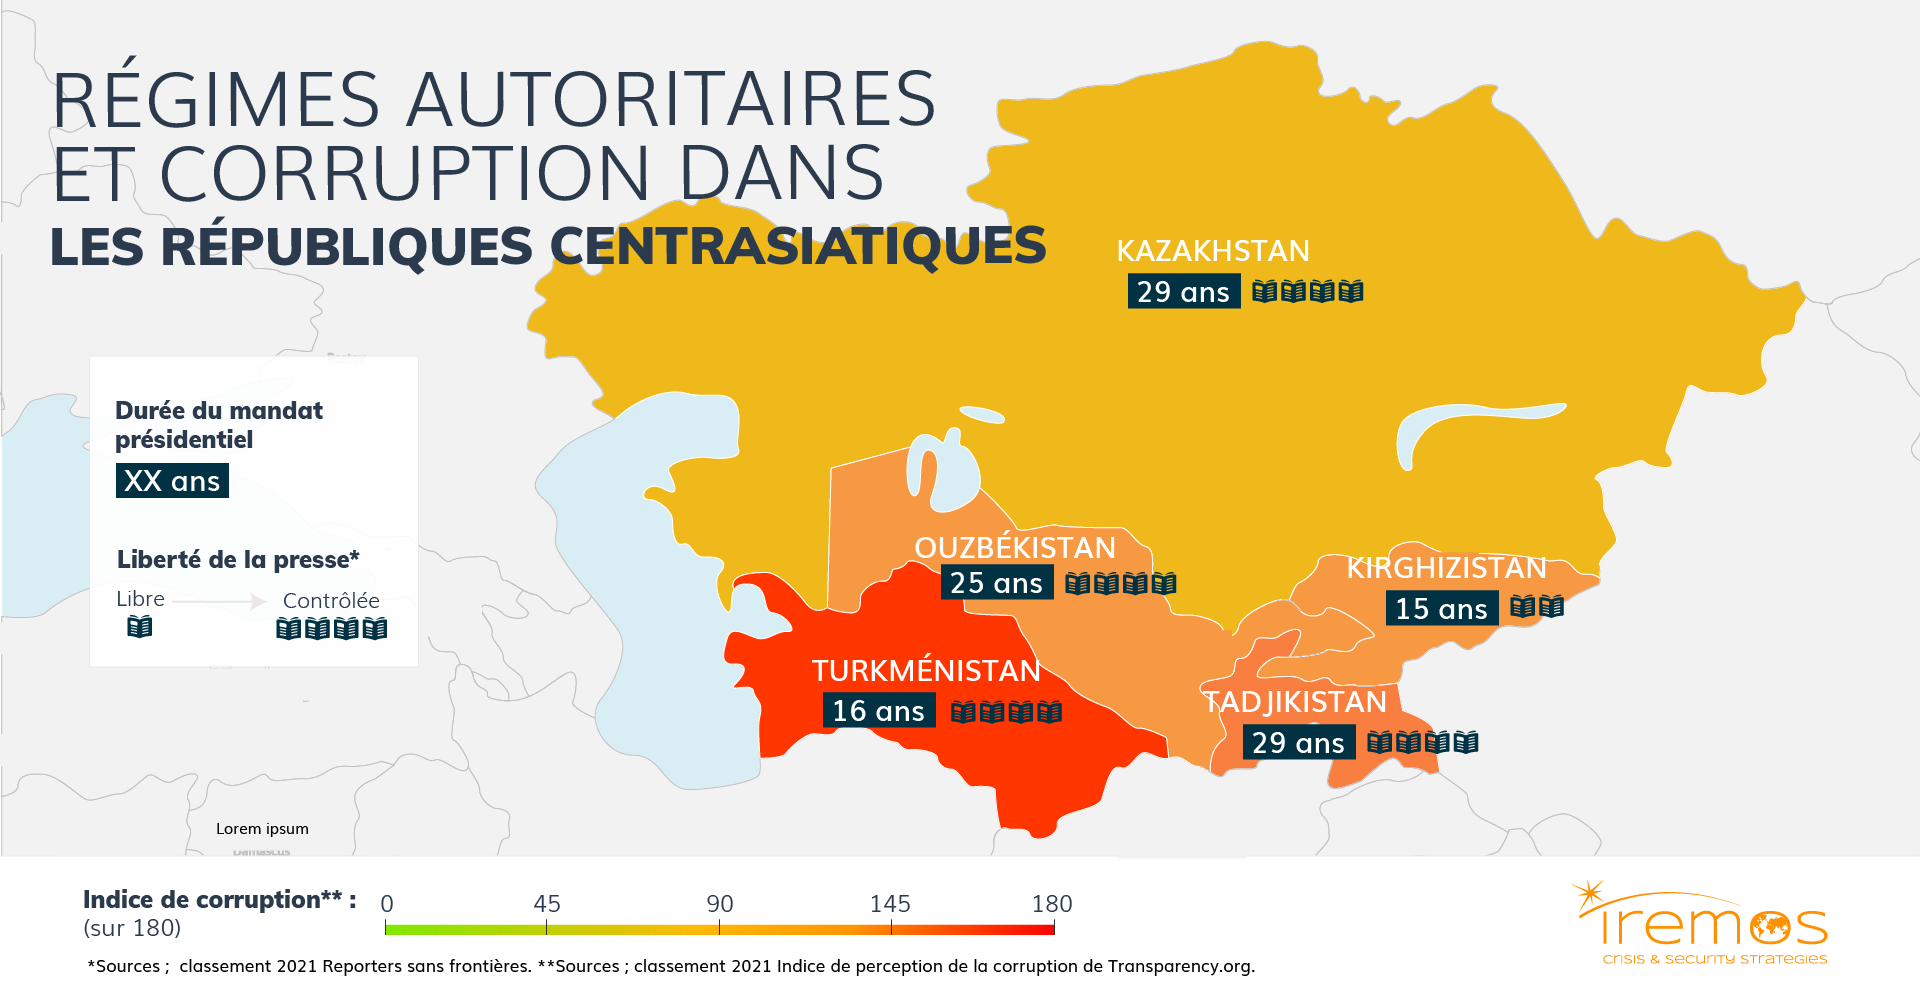 RÉGIMES AUTORITAIRES
ET CORRUPTION DANS
LES RÉPUBLIQUES CENTRASIATIQUES
KAZAKHSTAN
29 ans
Durée du mandat
présidentiel
XX ans
Liberté de la presse*
Libre
Contrôlée
OUZBÉKISTAN
25 ans
KIRGHIZISTAN
15 ans
TURKMÉNISTAN
16 ans
TADJIKISTAN
29 ans
Lorem ipsum
Damascus
Indice de corruption** :
(sur 180)
0 45 90 145 180
*Sources ; classement 2021 Reporters sans frontières. **Sources ; classement 2021 Indice de perception de la corruption de Transparency.org.
iremos
CRISIS & SECURITY STRATEGIES